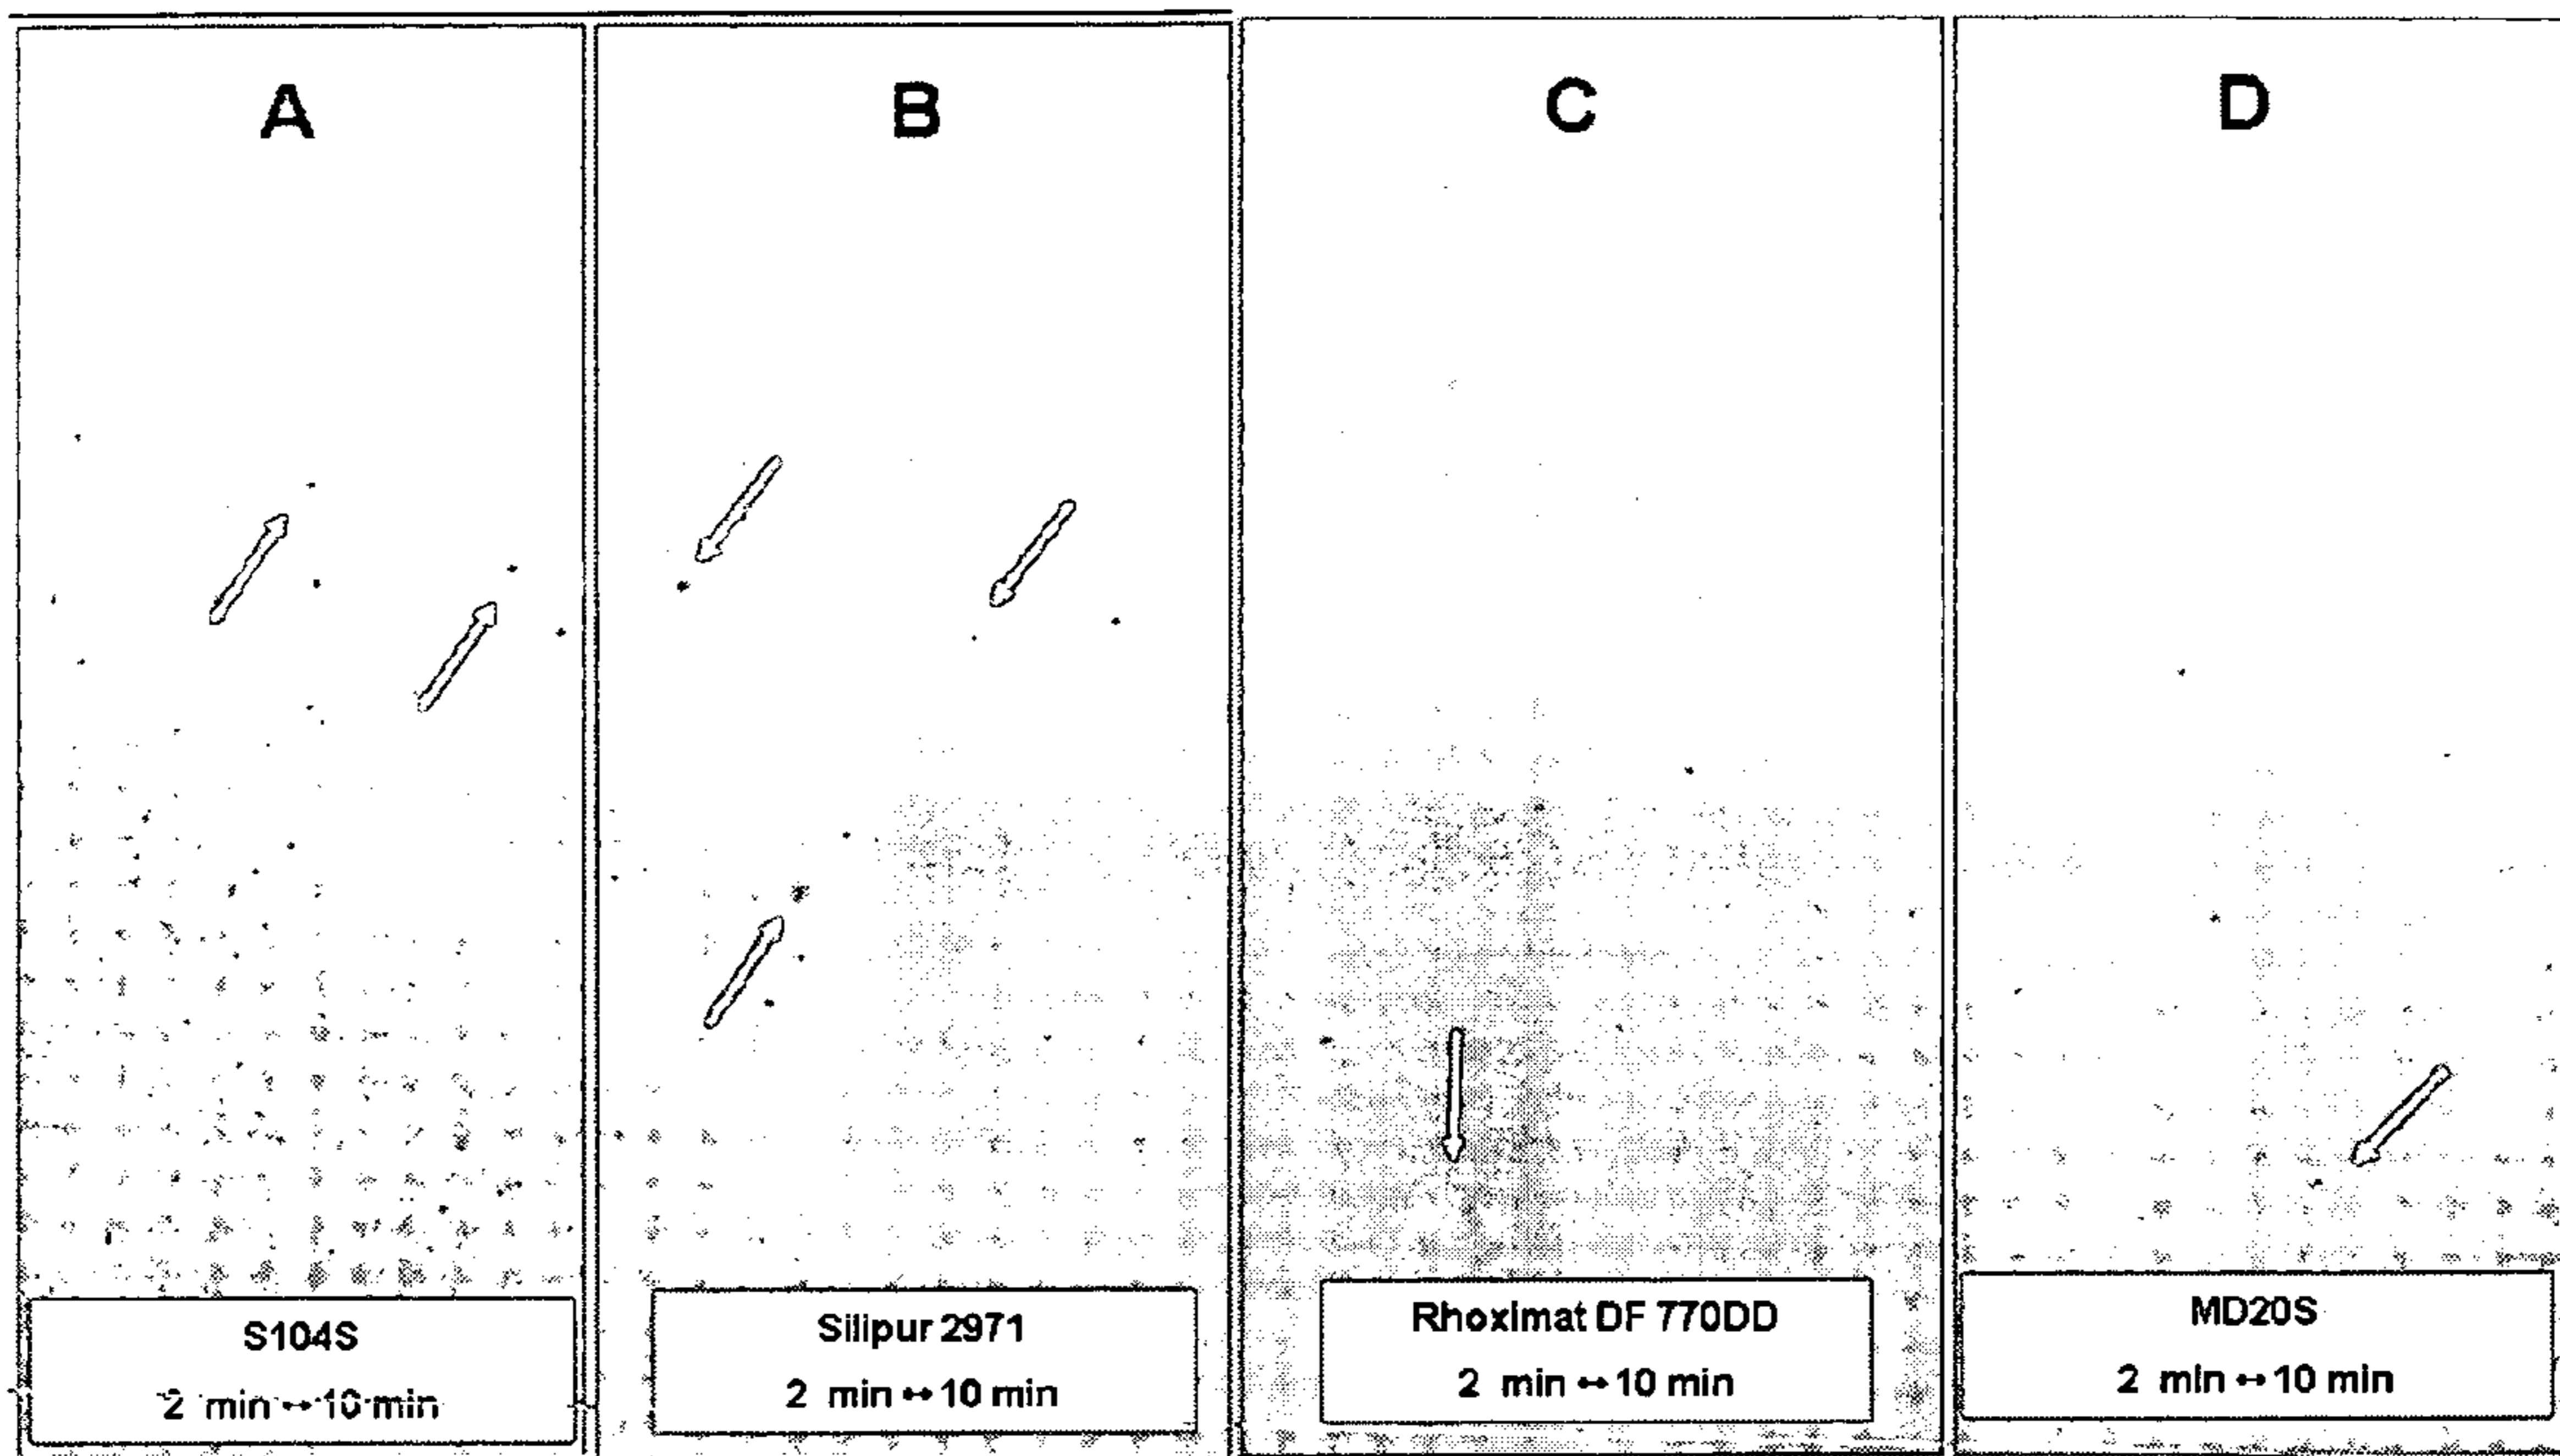 A
B
C
D
S104S
2 min ↔ 10 min
Silipur 2971
2 min ↔ 10 min
Rhoximat DF 770DD
2 min ↔ 10 min
MD20S
2 min ↔ 10 min